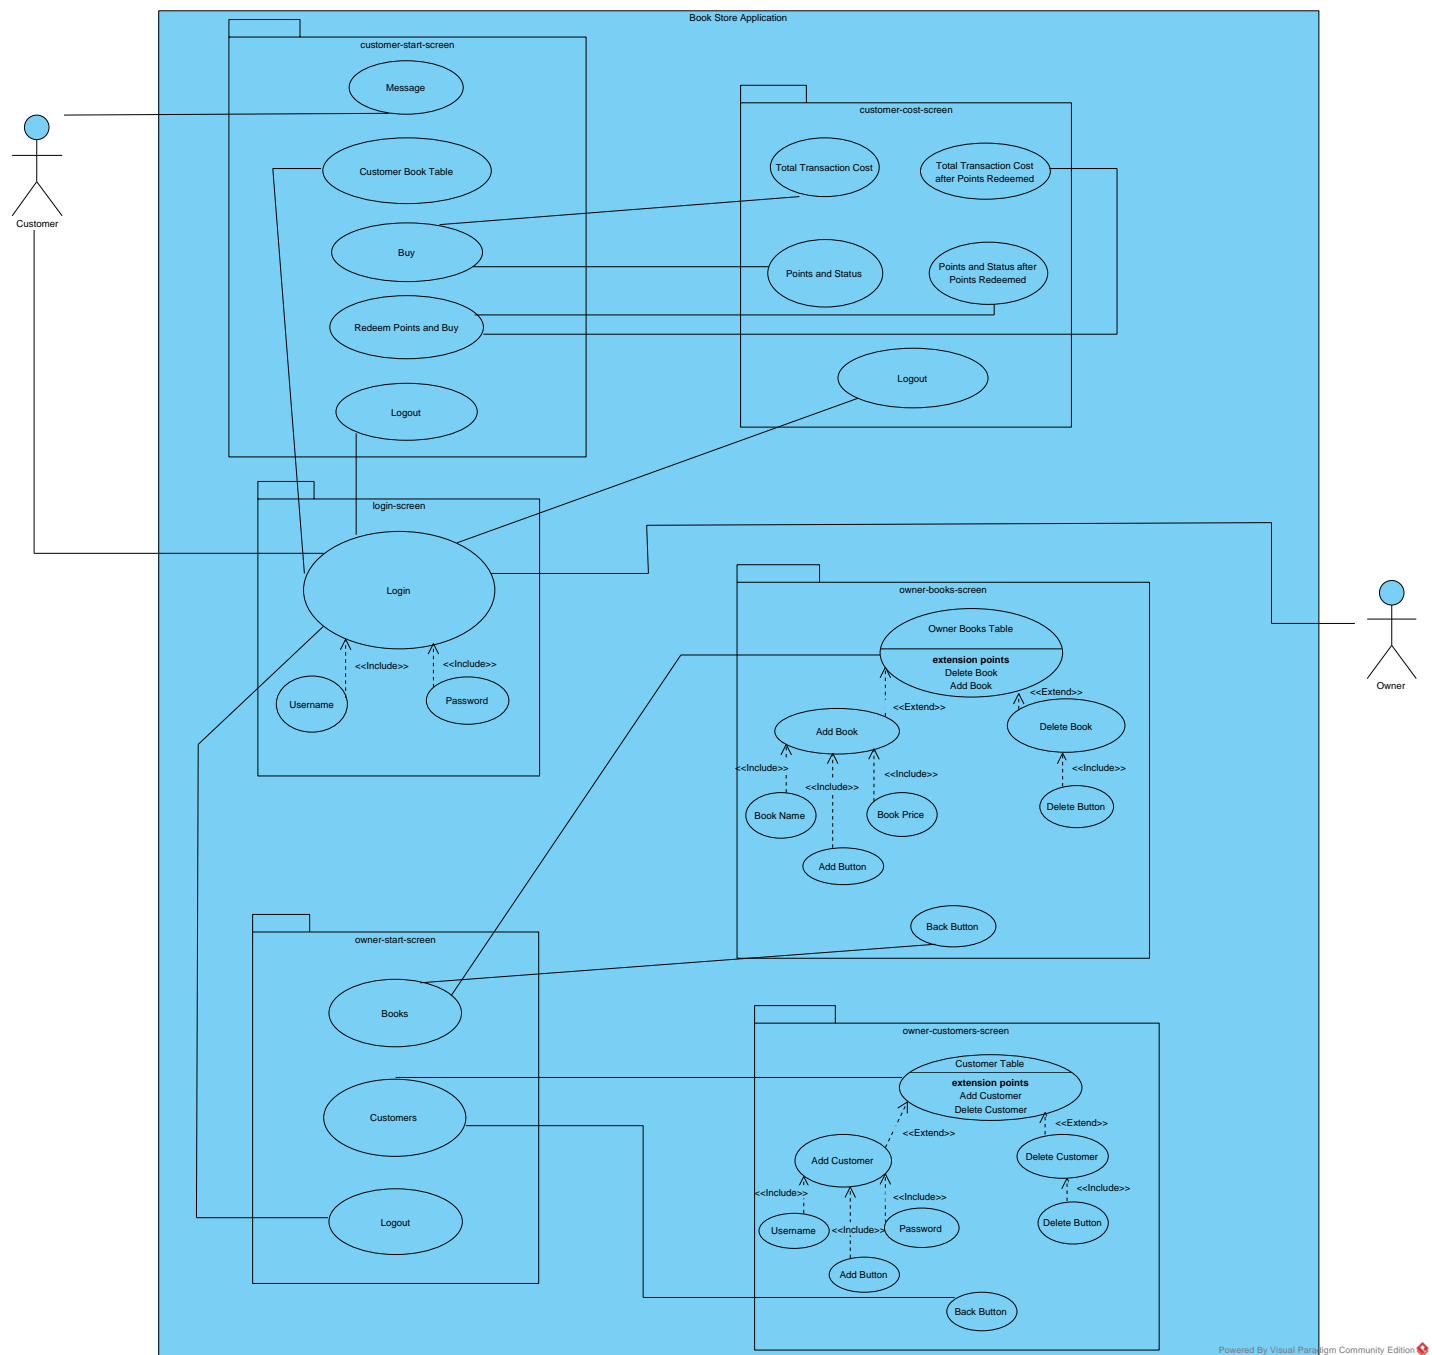 Book Store Application
customer-start-screen
Message
Customer Book Table
Buy
Redeem Points and Buy
Logout
customer-cost-screen
Total Transaction Cost
Total Transaction Cost
after Points Redeemed
Points and Status
Points and Status after
Points Redeemed
Logout
Customer
login-screen
Login
<<Include>>
<<Include>>
Username
Password
Owner
owner-books-screen
Owner Books Table
extension points
Delete Book
Add Book
<<Extend>>
<<Extend>>
Add Book
Delete Book
<<Include>>
<<Include>>
<<Include>>
<<Include>>
Book Name
Book Price
Delete Button
Add Button
Back Button
owner-start-screen
Books
Customers
Logout
owner-customers-screen
Customer Table
extension points
Add Customer
Delete Customer
<<Extend>>
<<Extend>>
Add Customer
Delete Customer
<<Include>>
<<Include>>
<<Include>>
<<Include>>
Username
Password
Delete Button
Add Button
Back Button
Powered By Visual Paradigm Community Edition